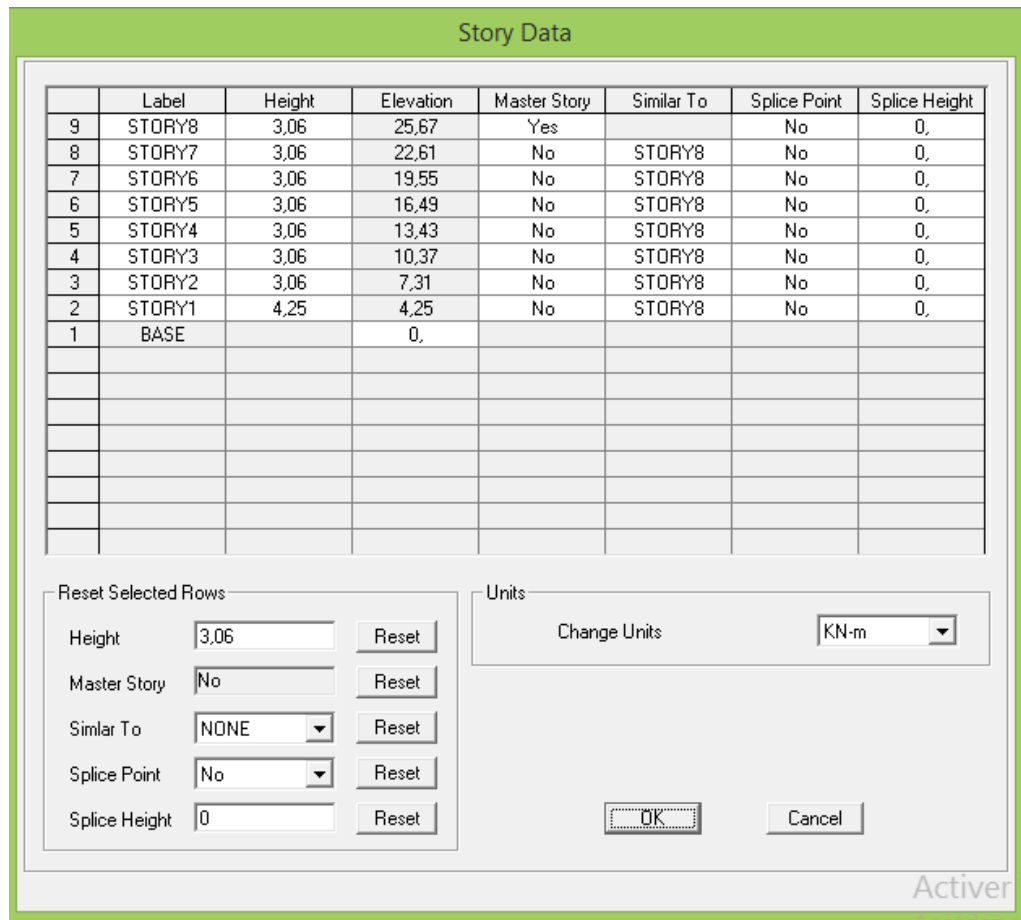 Story Data
Label Height Elevation Master Story Similar To Splice Point Splice Height
9 STORY8 3,06 25,67 Yes No 0,
8 STORY7 3,06 22,61 No STORY8 No 0,
7 STORY6 3,06 19,55 No STORY8 No 0,
6 STORY5 3,06 16,49 No STORY8 No 0,
5 STORY4 3,06 13,43 No STORY8 No 0,
4 STORY3 3,06 10,37 No STORY8 No 0,
3 STORY2 3,06 7,31 No STORY8 No 0,
2 STORY1 4,25 4,25 No STORY8 No 0,
1 BASE 0,
Reset Selected Rows
Height 3,06 Reset
Master Story No Reset
Simlar To NONE Reset
Splice Point No Reset
Splice Height 0 Reset
Units
Change Units KN-m
OK Cancel
Activer